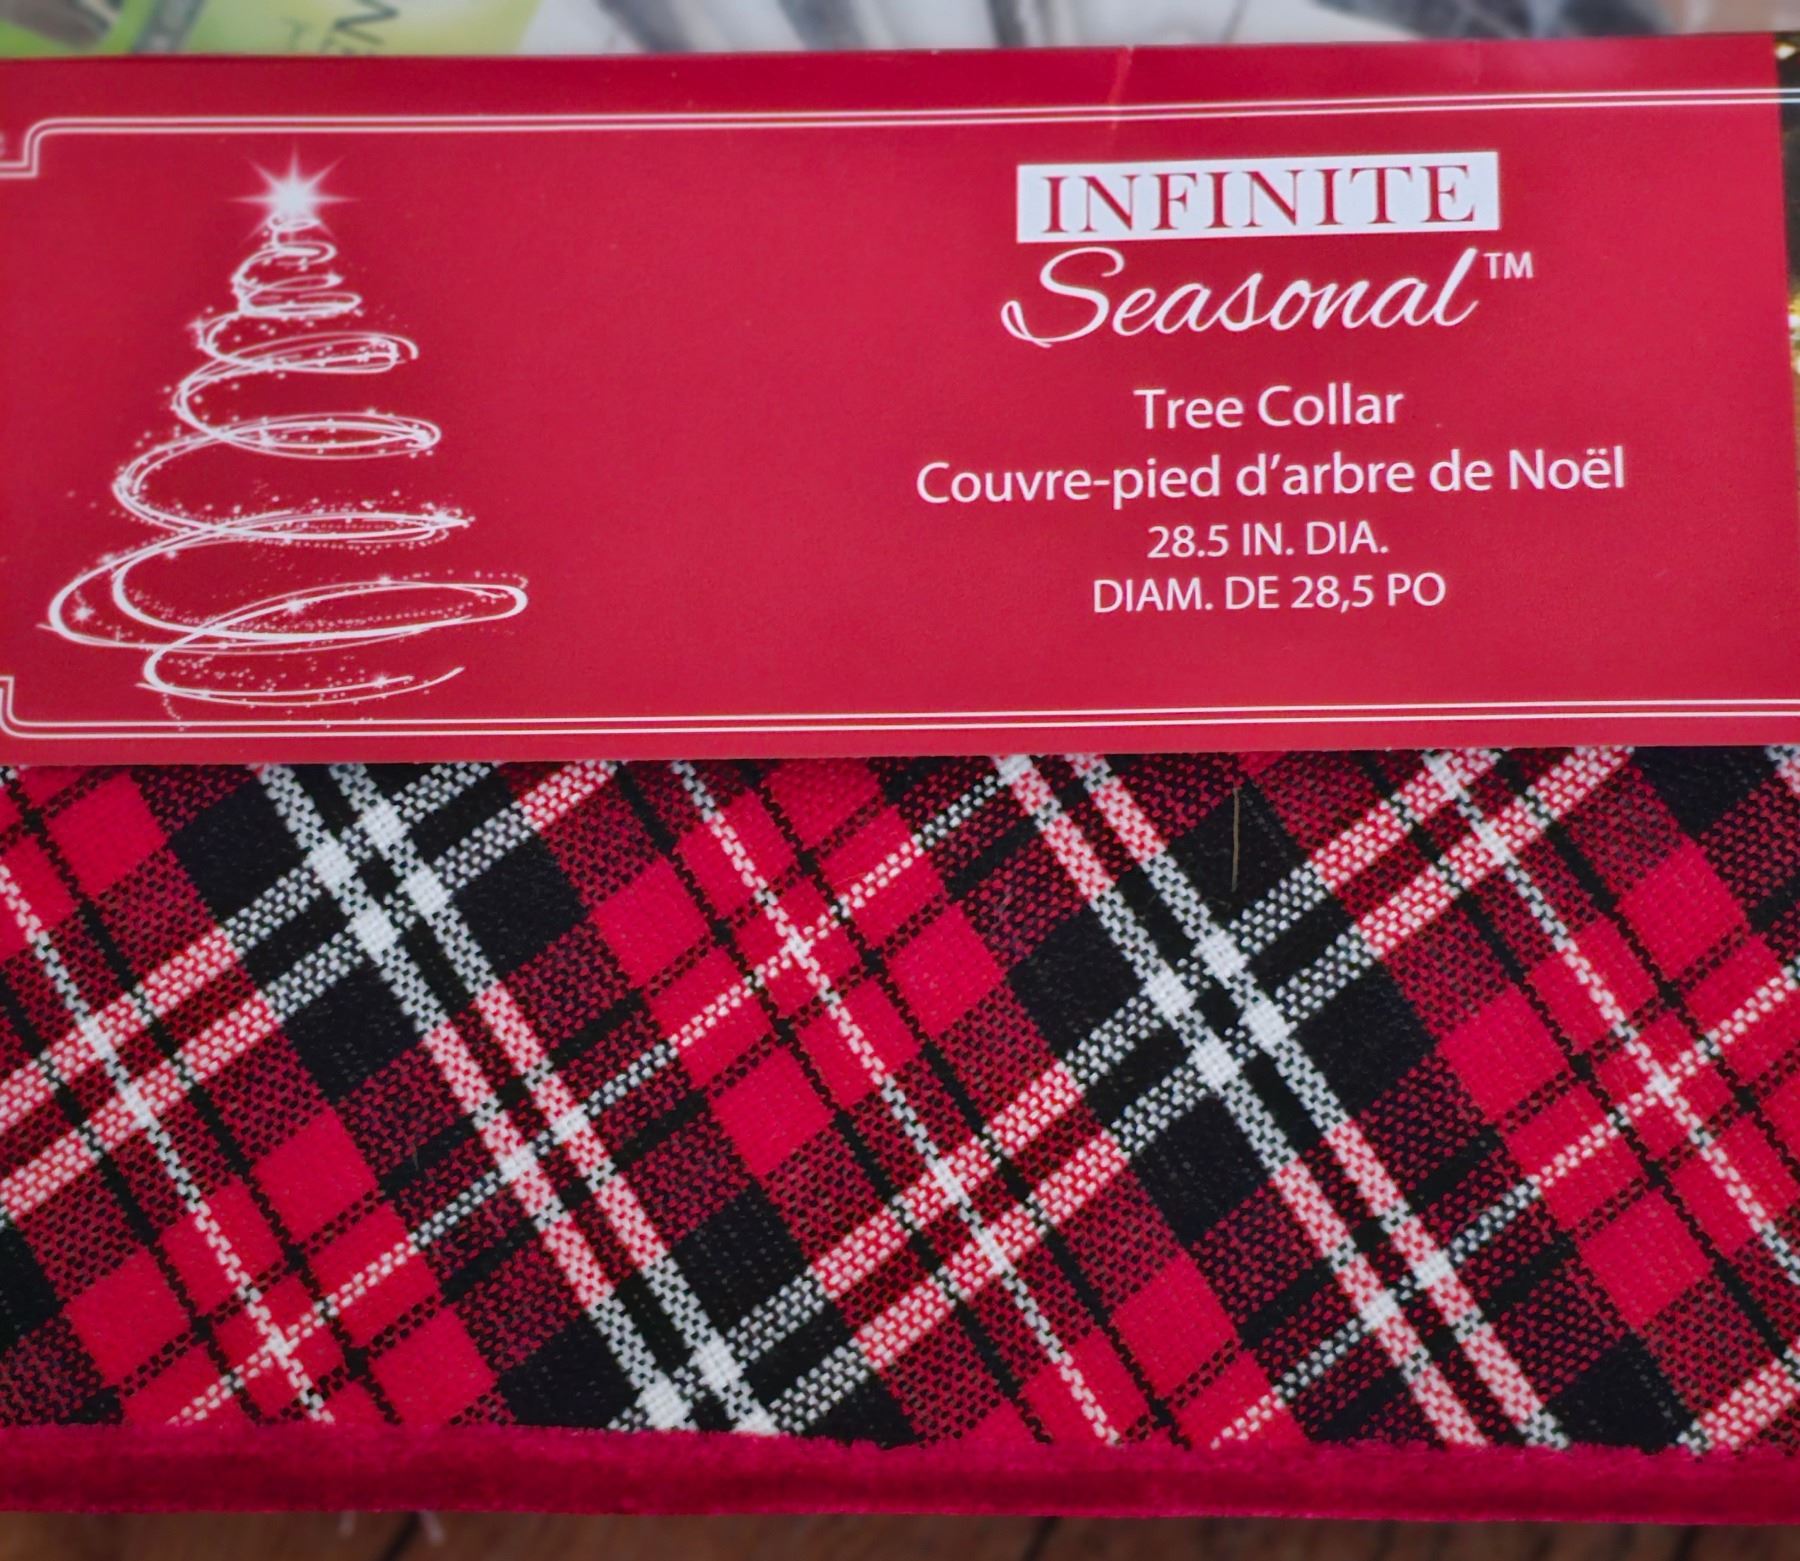 INFINITE
Seasonal™
Tree Collar
Couvre-pied d'arbre de Noël
28.5 IN. DIA.
DIAM. DE 28,5 PO